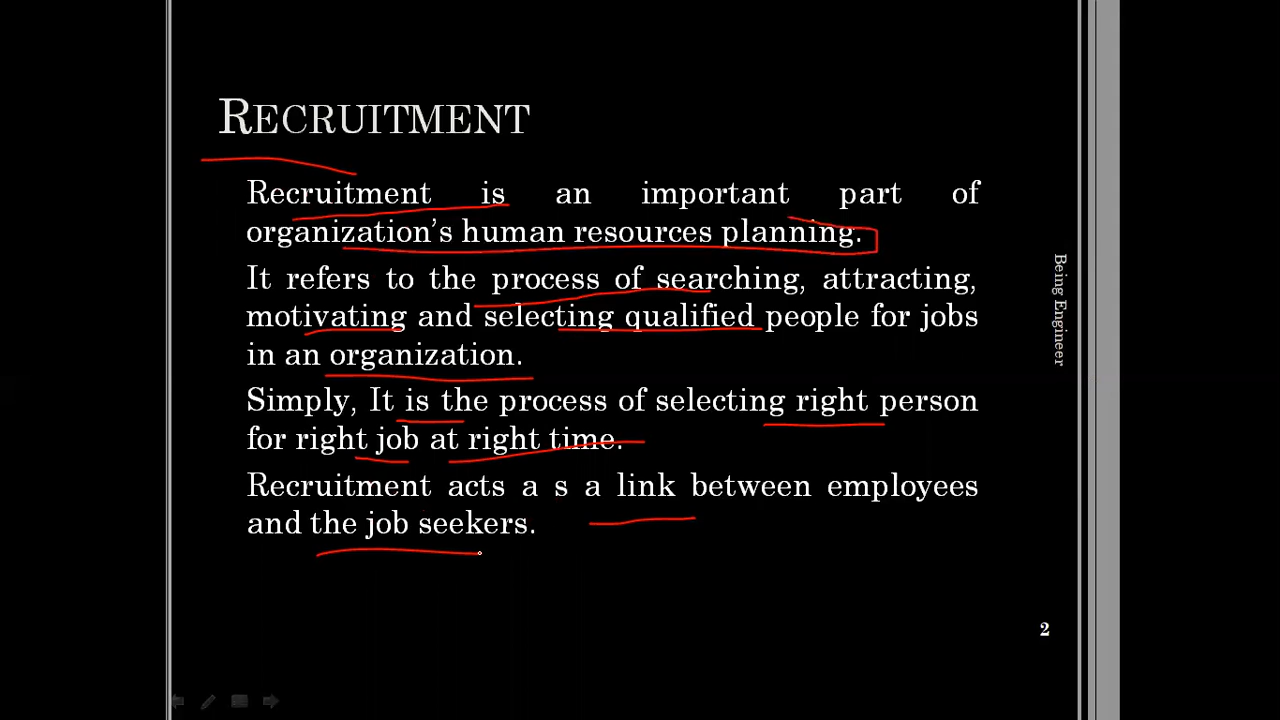 RECRUITMENT
Recruitment is an important part of
organization's human resources planning.
It refers to the process of searching, attracting,
motivating and selecting qualified people for jobs
in an organization.
Simply, It is the process of selecting right person
for right job at right time.
Recruitment acts a s a link between employees
and the job seekers.
Being Engineer
2